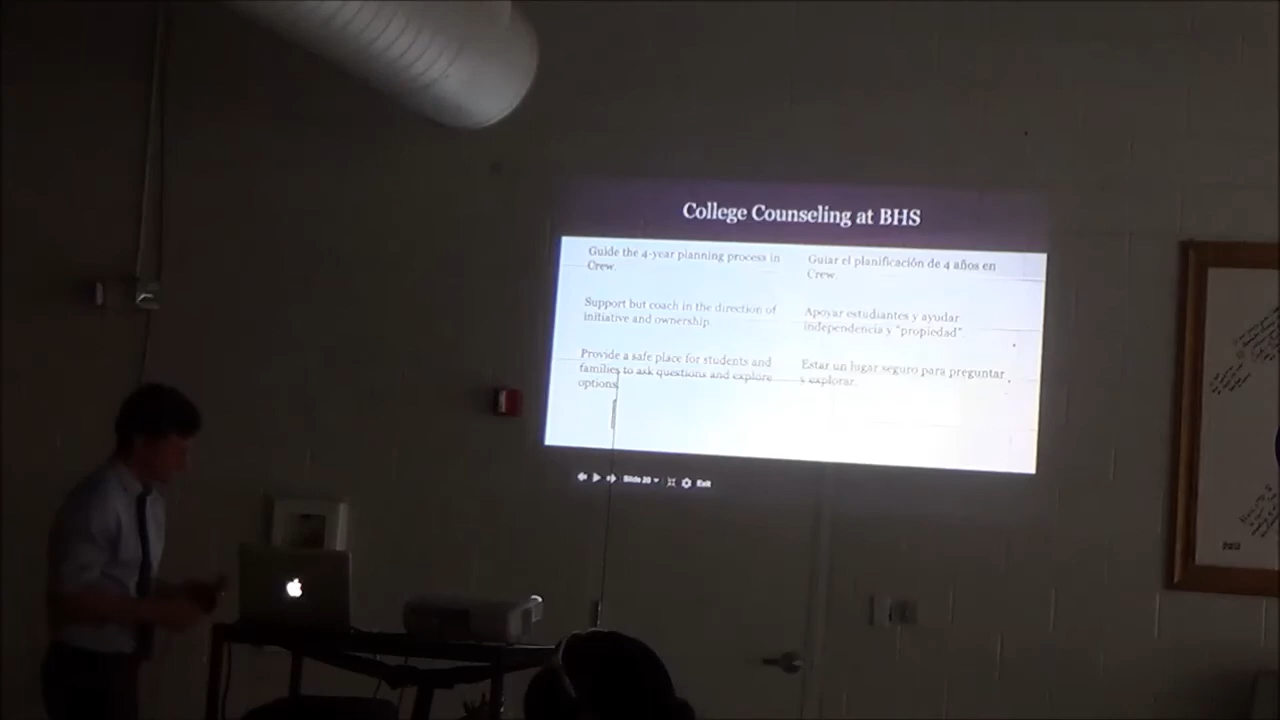 College Counseling at BHS
Guide the 4-year planning process in
Crew.
Support but coach in the direction of
initiative and ownership.
Provide a safe place for students and
families to ask questions and explore
options.
Guiar el planificación de 4 años en
Crew.
Apoyar estudiantes y ayudar
independencia y "propiedad".
Estar un lugar seguro para preguntar
y explorar.
Slide 20
Exit